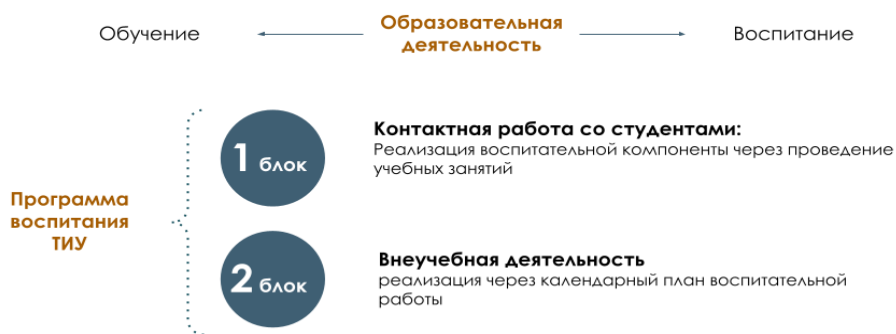 Обучение
Образовательная
деятельность
Воспитание
Программа
воспитания
ТИУ
1 блок
Контактная работа со студентами:
Реализация воспитательной компоненты через проведение
учебных занятий
2 блок
Внеучебная деятельность
реализация через календарный план воспитательной
работы